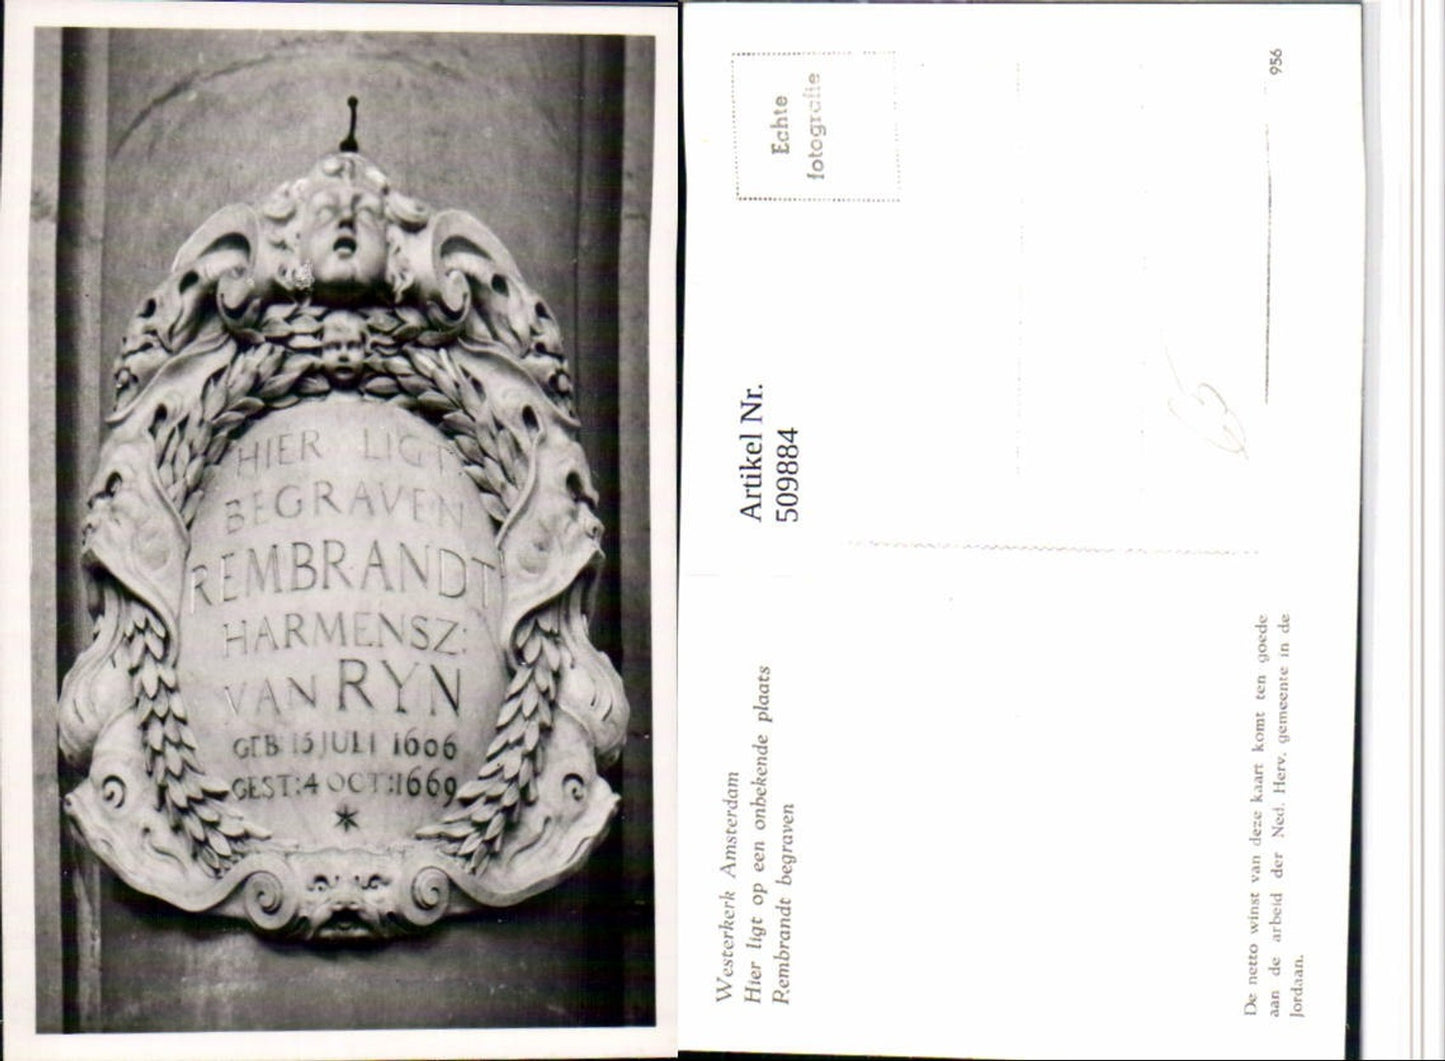 HIER LIGT
BEGRAVEN
REMBRANDT
HARMENSZ:
VAN RYN
GEB: 15 JULI 1606
GEST: 4 OCT: 1669
Echte
fotografie
956
Artikel Nr.
509884
Westerkerk Amsterdam
Hier ligt op een onbekende plaats
Rembrandt begraven
De netto winst van deze kaart komt ten goede
aan de arbeid der Ned. Herv. gemeente in de
Jordaan.